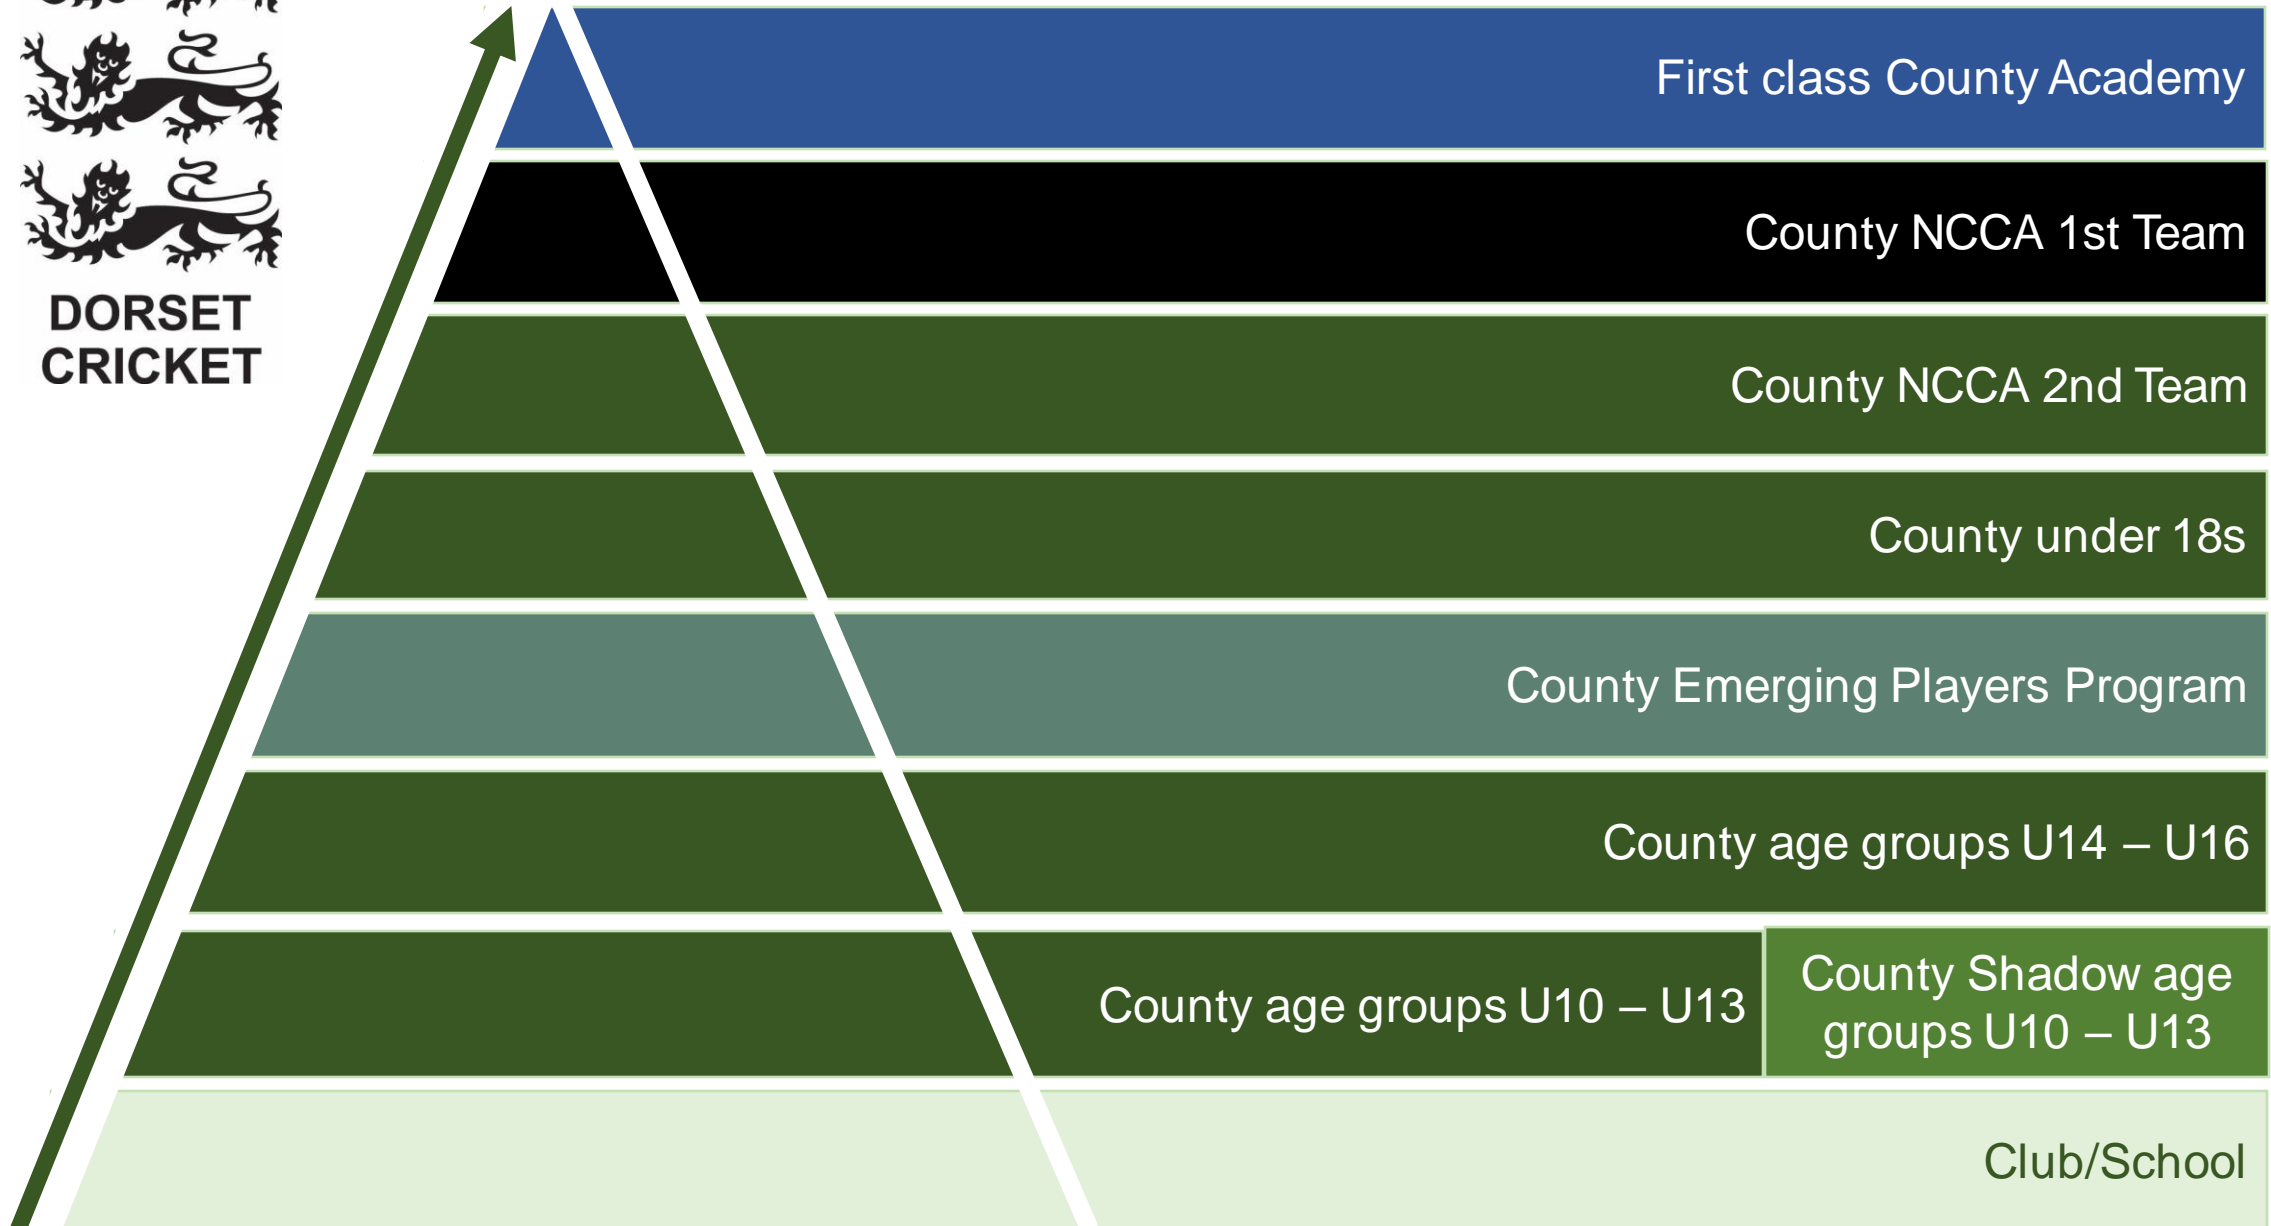 DORSET
CRICKET
First class County Academy
County NCCA 1st Team
County NCCA 2nd Team
County under 18s
County Emerging Players Program
County age groups U14 – U16
County age groups U10 – U13
County Shadow age
groups U10 – U13
Club/School